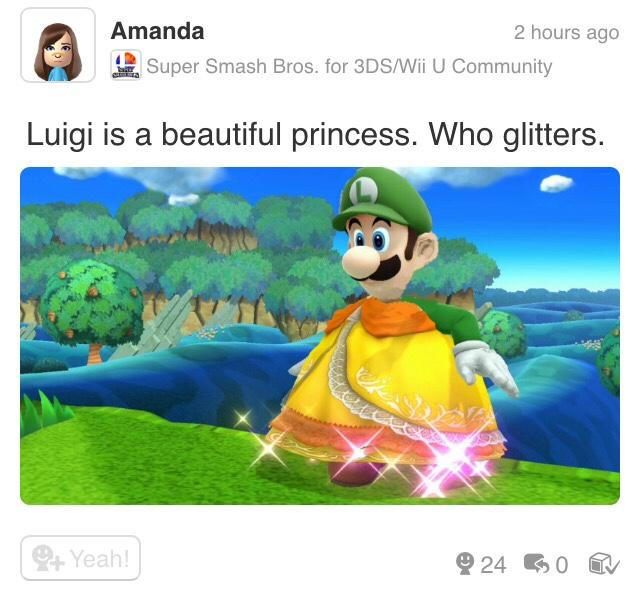 Amanda
2 hours ago
Super Smash Bros. for 3DS/Wii U Community
Luigi is a beautiful princess. Who glitters.
L
Yeah!
24
0